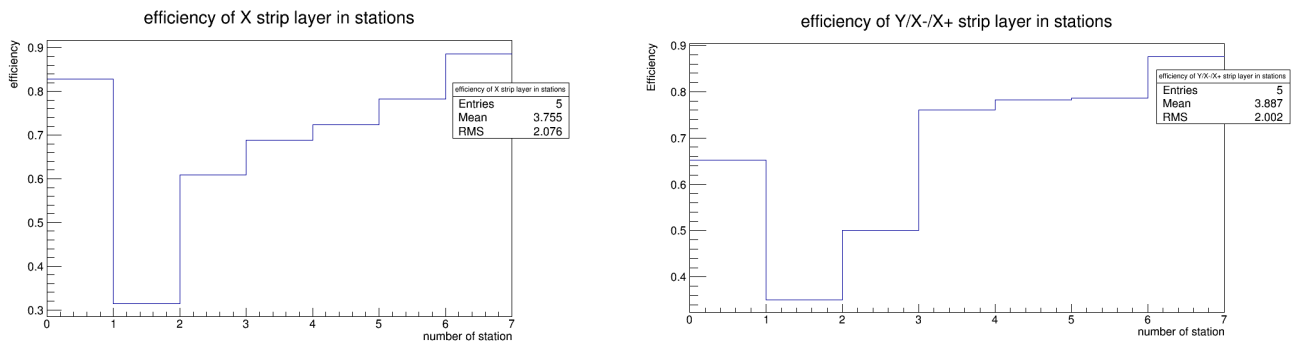 efficiency of X strip layer in stations
efficiency
0.9
0.8
0.7
0.6
0.5
0.4
0.3
0 1 2 3 4 5 6 7
number of station
efficiency of X strip layer in stations
Entries 5
Mean 3.755
RMS 2.076
efficiency of Y/X-/X+ strip layer in stations
Efficiency
0.9
0.8
0.7
0.6
0.5
0.4
0 1 2 3 4 5 6 7
number of station
efficiency of Y/X-/X+ strip layer in stations
Entries 5
Mean 3.887
RMS 2.002